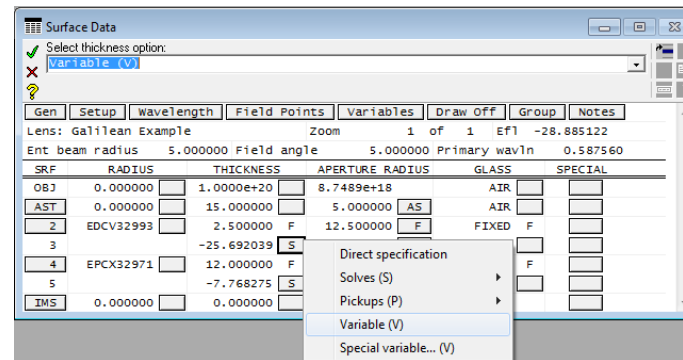 Surface Data
Select thickness option:
Variable (V)
Gen Setup Wavelength Field Points Variables Draw Off Group Notes
Lens: Galilean Example Zoom 1 of 1 Efl -28.885122
Ent beam radius 5.000000 Field angle 5.000000 Primary wavln 0.587560
SRF RADIUS THICKNESS APERTURE RADIUS GLASS SPECIAL
OBJ 0.000000 1.0000e+20 8.7489e+18 AIR
AST 0.000000 15.000000 5.000000 AS AIR
2 EDCV32993 2.500000 F 12.500000 F FIXED F
3 -25.692039 S
4 EPCX32971 12.000000 F F
5 -7.768275 S
IMS 0.000000 0.000000
Direct specification
Solves (S)
Pickups (P)
Variable (V)
Special variable... (V)